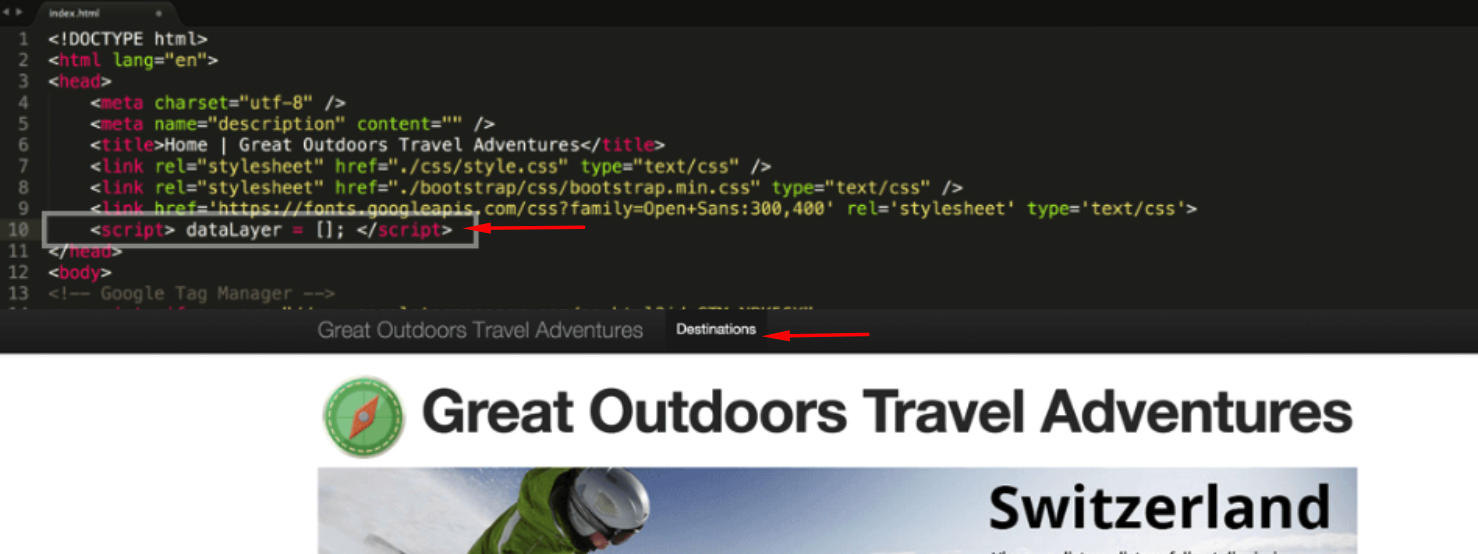 index.html
1 <!DOCTYPE html>
2 <html lang="en">
3 <head>
4 <meta charset="utf-8" />
5 <meta name="description" content="" />
6 <title>Home | Great Outdoors Travel Adventures</title>
7 <link rel="stylesheet" href="./css/style.css" type="text/css" />
8 <link rel="stylesheet" href="./bootstrap/css/bootstrap.min.css" type="text/css" />
9 <link href='https://fonts.googleapis.com/css?family=Open+Sans:300,400' rel='stylesheet' type='text/css'>
10 <script> dataLayer = []; </script>
11 </head>
12 <body>
13 <!-- Google Tag Manager -->
Great Outdoors Travel Adventures Destinations
Great Outdoors Travel Adventures
Switzerland